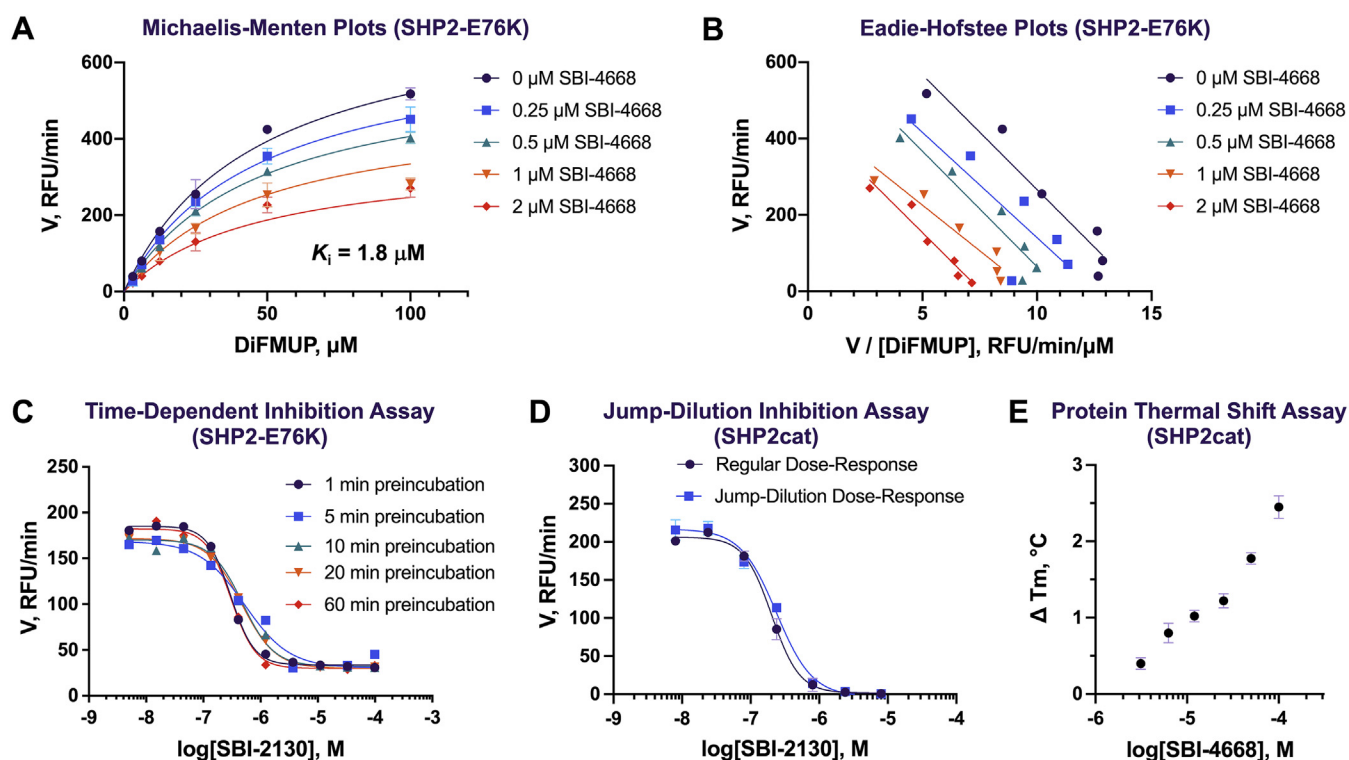 A
Michaelis-Menten Plots (SHP2-E76K)
600
400
200
0
0
50
100
V, RFU/min
DiFMUP, µM
Kᵢ = 1.8 µM
0 µM SBI-4668
0.25 µM SBI-4668
0.5 µM SBI-4668
1 µM SBI-4668
2 µM SBI-4668
B
Eadie-Hofstee Plots (SHP2-E76K)
600
400
200
0
0
5
10
15
V, RFU/min
V / [DiFMUP], RFU/min/µM
0 µM SBI-4668
0.25 µM SBI-4668
0.5 µM SBI-4668
1 µM SBI-4668
2 µM SBI-4668
C
Time-Dependent Inhibition Assay
(SHP2-E76K)
250
200
150
100
50
0
-9
-8
-7
-6
-5
-4
-3
V, RFU/min
log[SBI-2130], M
1 min preincubation
5 min preincubation
10 min preincubation
20 min preincubation
60 min preincubation
D
Jump-Dilution Inhibition Assay
(SHP2cat)
Regular Dose-Response
Jump-Dilution Dose-Response
300
250
200
150
100
50
0
-9
-8
-7
-6
-5
-4
V, RFU/min
log[SBI-2130], M
E
Protein Thermal Shift Assay
(SHP2cat)
3
2
1
0
-6
-5
-4
Δ Tm, °C
log[SBI-4668], M